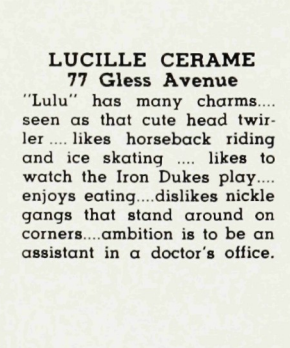 LUCILLE CERAME
77 Gless Avenue
"Lulu" has many charms....
seen as that cute head twir-
ler .... likes horseback riding
and ice skating .... likes to
watch the Iron Dukes play....
enjoys eating....dislikes nickle
gangs that stand around on
corners....ambition is to be an
assistant in a doctor's office.